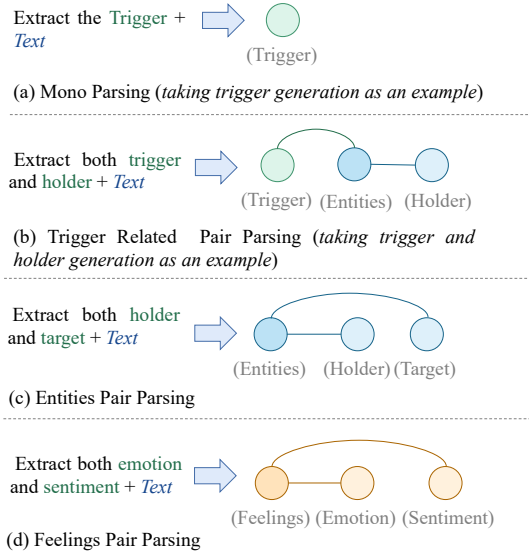 Extract the Trigger +
Text
(Trigger)
(a) Mono Parsing (taking trigger generation as an example)
Extract both trigger
and holder + Text
(Trigger) (Entities) (Holder)
(b) Trigger Related Pair Parsing (taking trigger and
holder generation as an example)
Extract both holder
and target + Text
(Entities) (Holder) (Target)
(c) Entities Pair Parsing
Extract both emotion
and sentiment + Text
(Feelings) (Emotion) (Sentiment)
(d) Feelings Pair Parsing